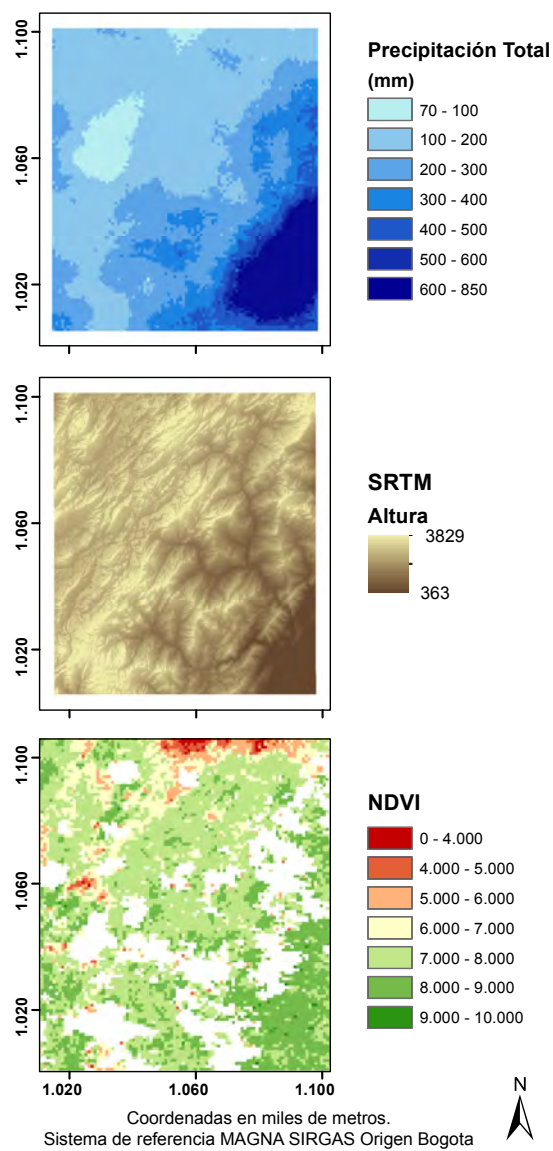 1.100
1.060
1.020
Precipitación Total
(mm)
70 - 100
100 - 200
200 - 300
300 - 400
400 - 500
500 - 600
600 - 850
1.100
1.060
1.020
SRTM
Altura
3829
363
1.100
1.060
1.020
NDVI
0 - 4.000
4.000 - 5.000
5.000 - 6.000
6.000 - 7.000
7.000 - 8.000
8.000 - 9.000
9.000 - 10.000
1.020 1.060 1.100
N
Coordenadas en miles de metros.
Sistema de referencia MAGNA SIRGAS Origen Bogota